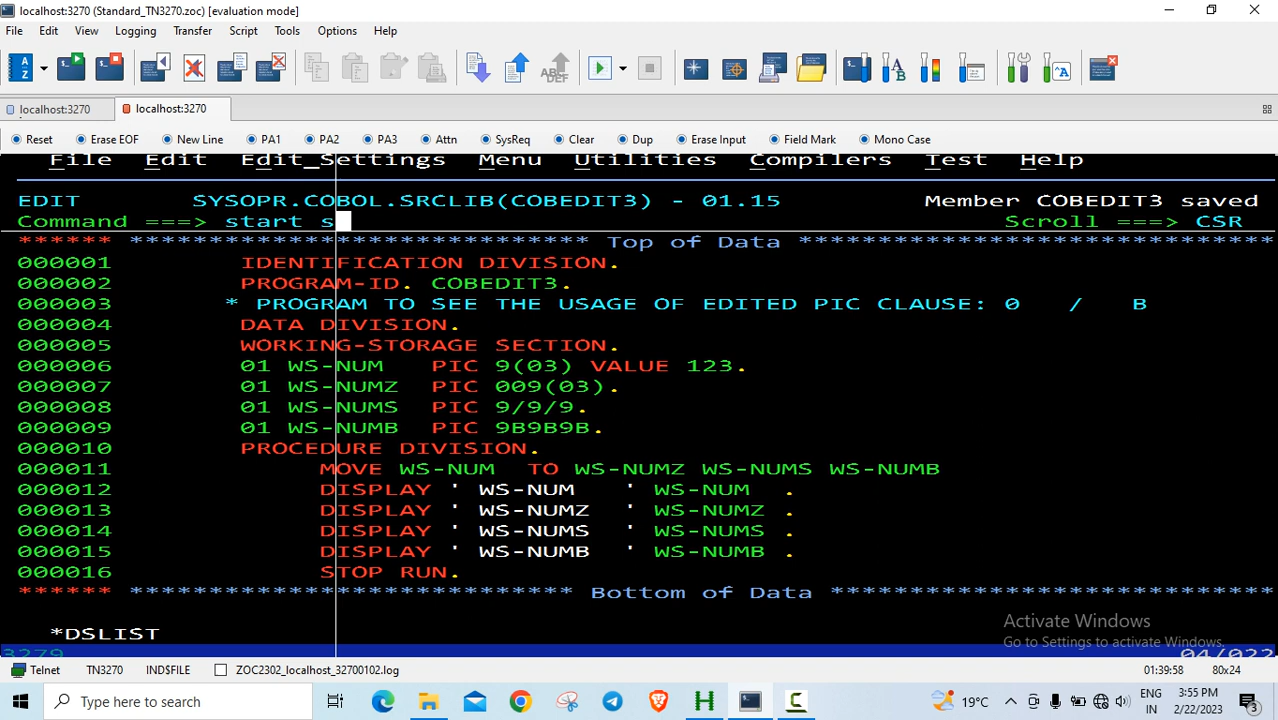 localhost:3270 (Standard_TN3270.zoc) [evaluation mode]
File Edit View Logging Transfer Script Tools Options Help
localhost:3270 localhost:3270
Reset Erase EOF New Line PA1 PA2 PA3 Attn SysReq Clear Dup Erase Input Field Mark Mono Case
File Edit Edit_Settings Menu Utilities Compilers Test Help
EDIT SYSOPR.COBOL.SRCLIB(COBEDIT3) - 01.15 Member COBEDIT3 saved
Command ===> start s Scroll ===> CSR
****** ***************************** Top of Data ******************************
000001 IDENTIFICATION DIVISION.
000002 PROGRAM-ID. COBEDIT3.
000003 * PROGRAM TO SEE THE USAGE OF EDITED PIC CLAUSE: 0 / B
000004 DATA DIVISION.
000005 WORKING-STORAGE SECTION.
000006 01 WS-NUM PIC 9(03) VALUE 123.
000007 01 WS-NUMZ PIC 009(03).
000008 01 WS-NUMS PIC 9/9/9.
000009 01 WS-NUMB PIC 9B9B9B.
000010 PROCEDURE DIVISION.
000011 MOVE WS-NUM TO WS-NUMZ WS-NUMS WS-NUMB
000012 DISPLAY ' WS-NUM ' WS-NUM .
000013 DISPLAY ' WS-NUMZ ' WS-NUMZ .
000014 DISPLAY ' WS-NUMS ' WS-NUMS .
000015 DISPLAY ' WS-NUMB ' WS-NUMB .
000016 STOP RUN.
****** **************************** Bottom of Data ****************************
*DSLIST
Activate Windows
Go to Settings to activate Windows.
3279 04/022
Telnet TN3270 IND$FILE ZOC2302_localhost_32700102.log 01:39:58 80x24
Type here to search 19°C ENG IN 3:55 PM 2/22/2023 3